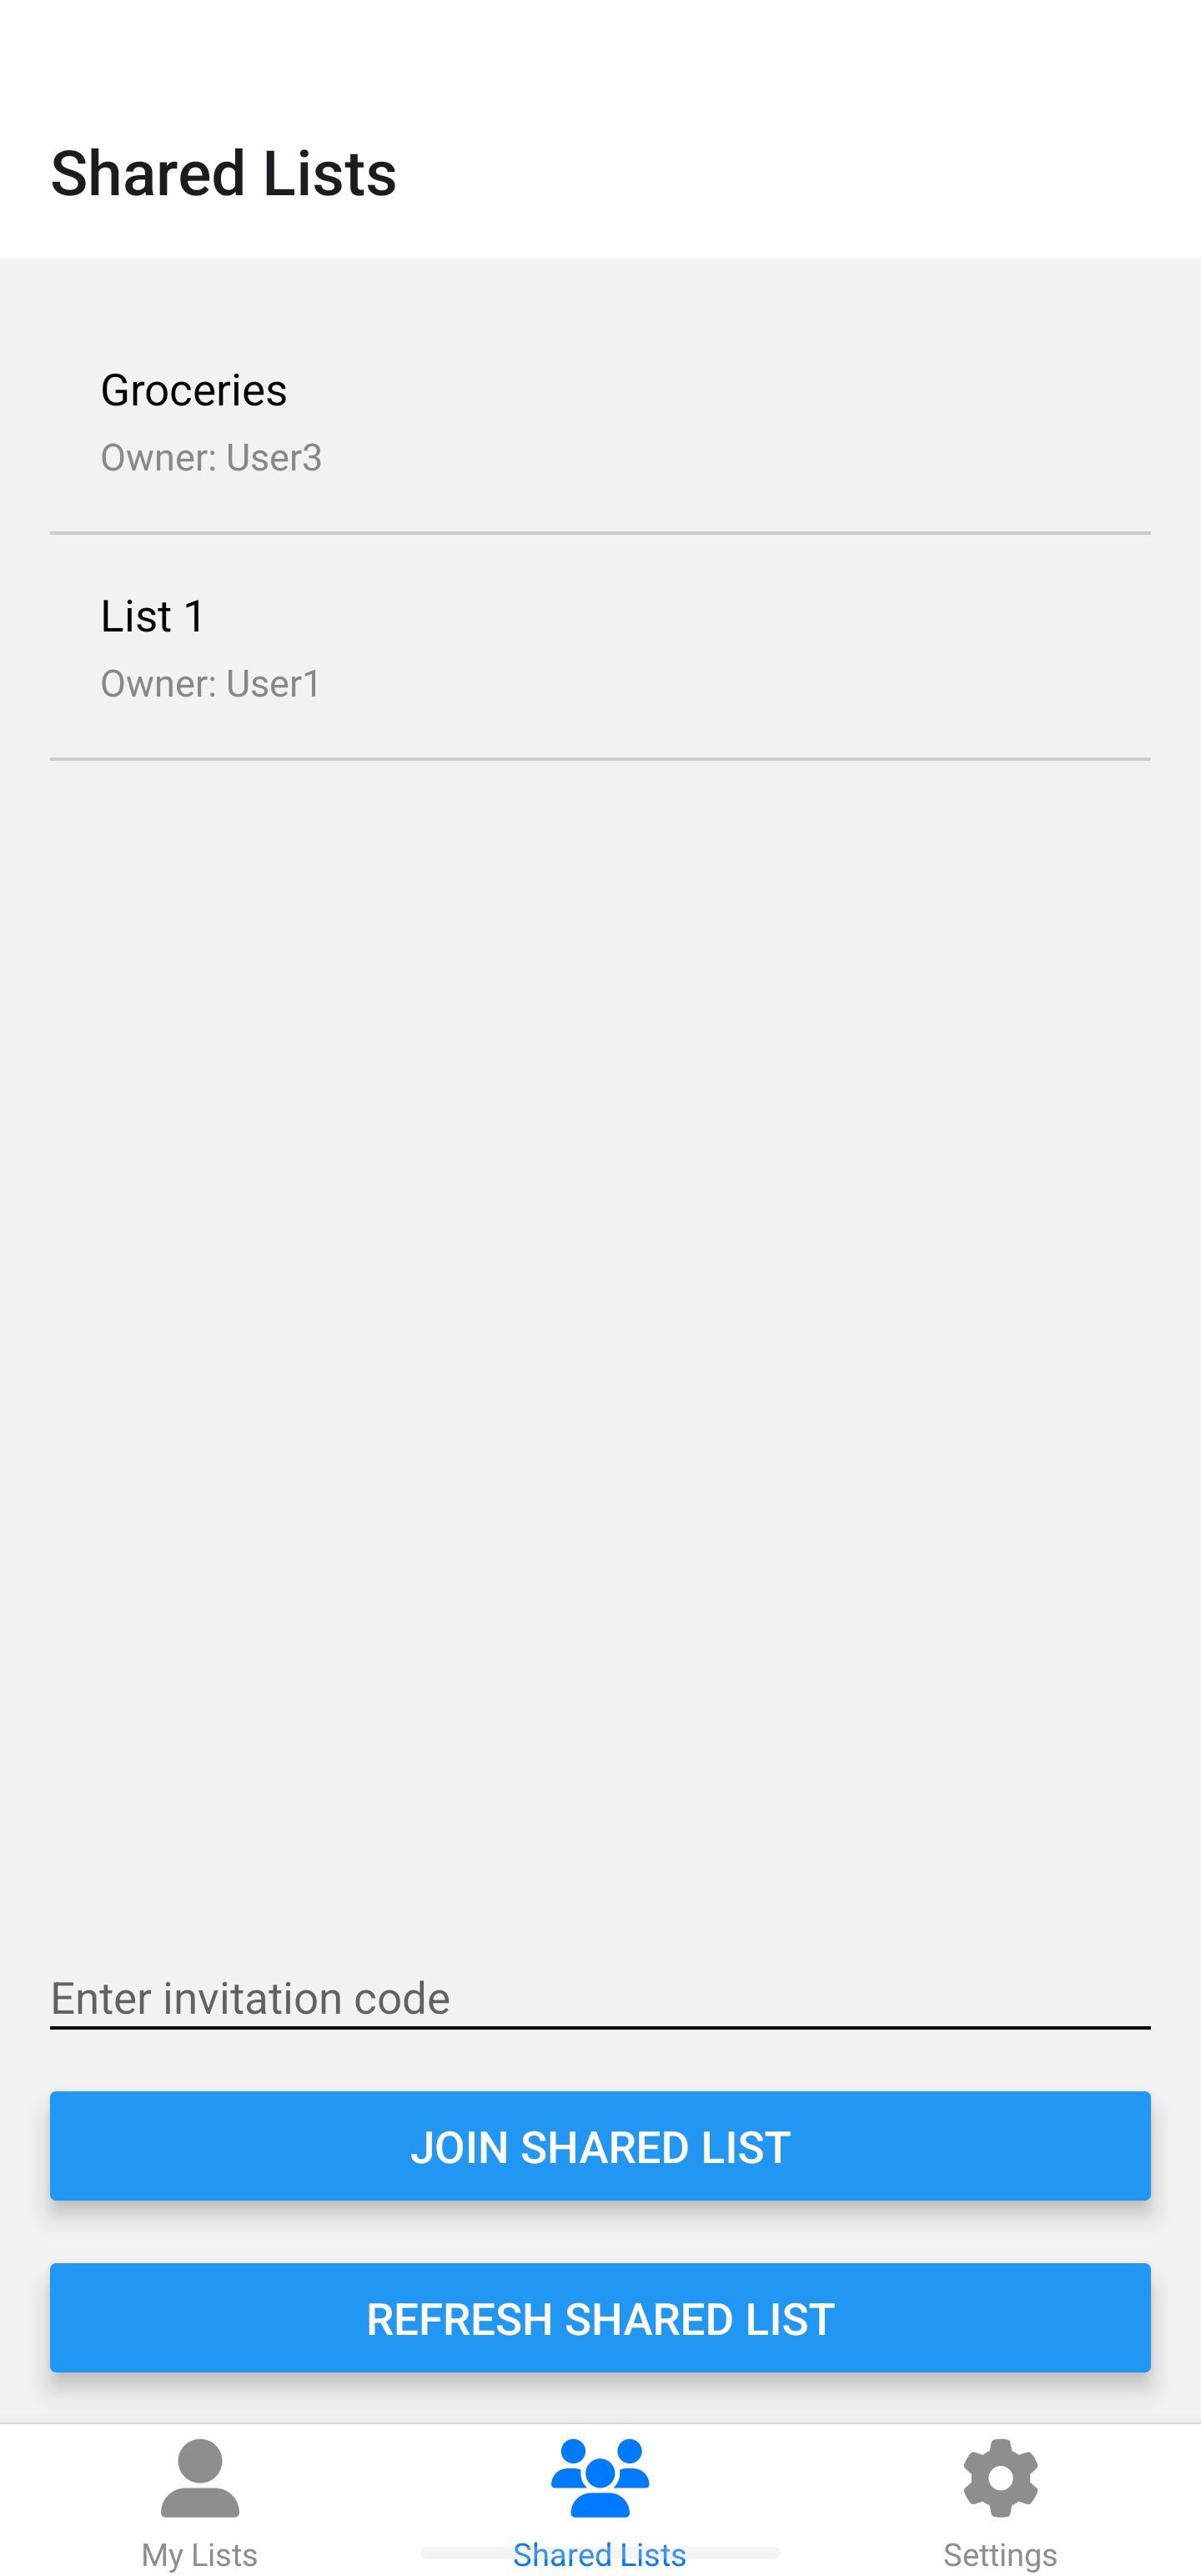 Shared Lists
Groceries
Owner: User3
List 1
Owner: User1
Enter invitation code
JOIN SHARED LIST
REFRESH SHARED LIST
My Lists
Shared Lists
Settings